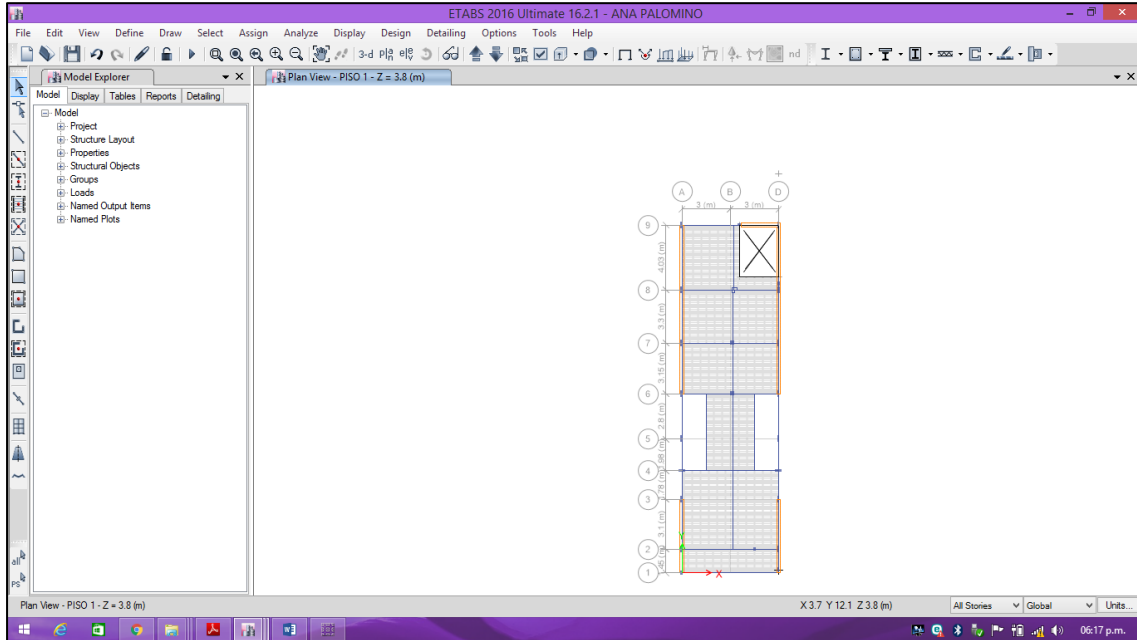 ETABS 2016 Ultimate 16.2.1 - ANA PALOMINO
File Edit View Define Draw Select Assign Analyze Display Design Detailing Options Tools Help
3-d nd
Model Explorer
Plan View - PISO 1 - Z = 3.8 (m)
Model Display Tables Reports Detailing
Model
Project
Structure Layout
Properties
Structural Objects
Groups
Loads
Named Output Items
Named Plots
A B D
3 (m) 3 (m)
9
4.03 (m)
8
3.3 (m)
7
3.15 (m)
6
2.8 (m)
5
4
3
3.1 (m)
2
1
X
all
ps
Plan View - PISO 1 - Z = 3.8 (m)
X 3.7 Y 12.1 Z 3.8 (m)
All Stories
Global
Units...
06:17 p.m.